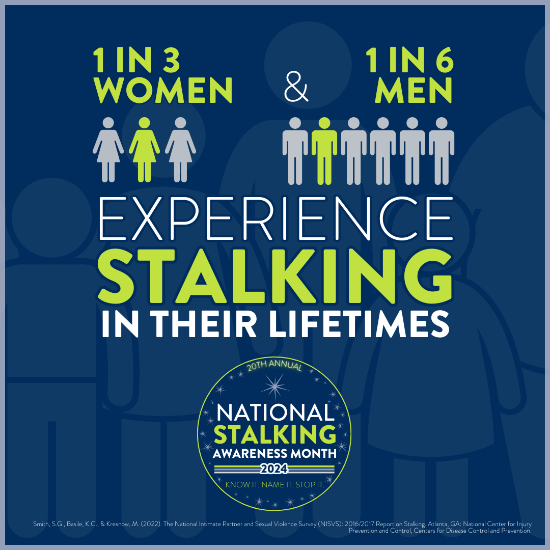 1 IN 3
WOMEN
&
1 IN 6
MEN
EXPERIENCE
STALKING
IN THEIR LIFETIMES
20TH ANNUAL
NATIONAL
STALKING
AWARENESS MONTH
2024
KNOW IT. NAME IT. STOP IT.
Smith, S.G., Basile, K.C., & Kresnow, M. (2022). The National Intimate Partner and Sexual Violence Survey (NISVS): 2016/2017 Report on Stalking. Atlanta, GA: National Center for Injury
Prevention and Control, Centers for Disease Control and Prevention.